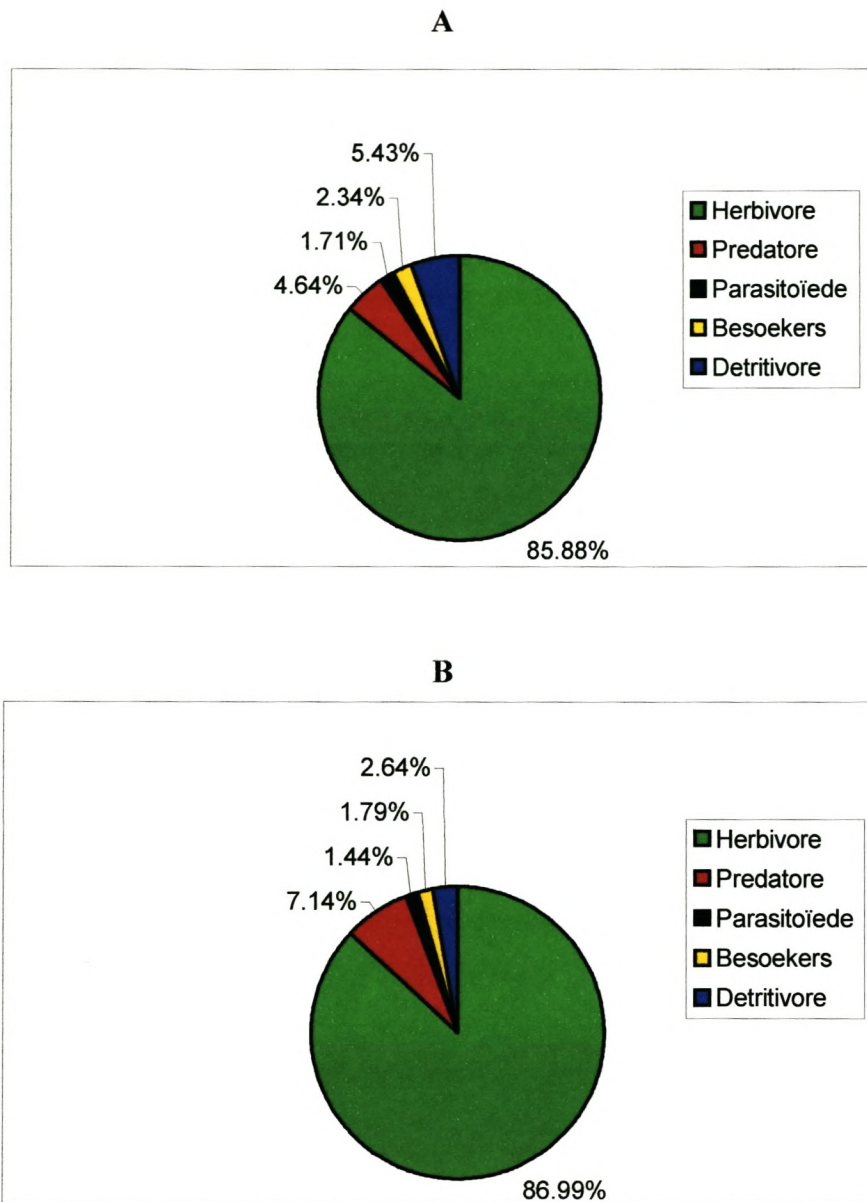 A
5.43%
2.34%
1.71%
4.64%
85.88%
Herbivore
Predatore
Parasitoïede
Besoekers
Detritivore
B
2.64%
1.79%
1.44%
7.14%
86.99%
Herbivore
Predatore
Parasitoïede
Besoekers
Detritivore